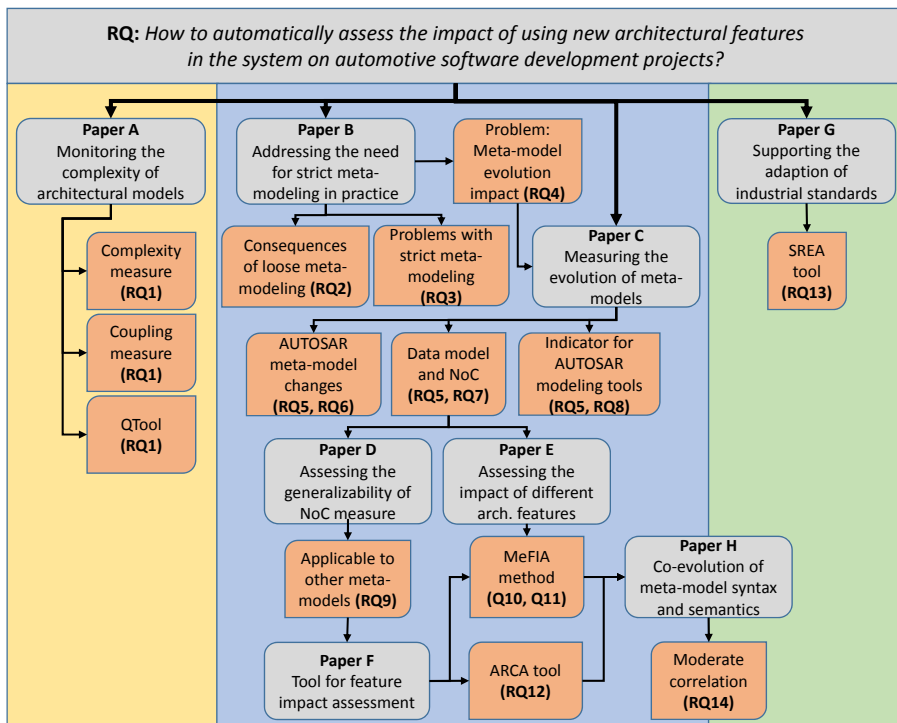 RQ: How to automatically assess the impact of using new architectural features
in the system on automotive software development projects?
Paper A
Monitoring the
complexity of
architectural models
Paper B
Addressing the need
for strict meta-
modeling in practice
Problem:
Meta-model
evolution
impact (RQ4)
Paper G
Supporting the
adaption of
industrial standards
Complexity
measure
(RQ1)
Consequences
of loose meta-
modeling (RQ2)
Problems with
strict meta-
modeling (RQ3)
Paper C
Measuring the
evolution of meta-
models
SREA
tool
(RQ13)
Coupling
measure
(RQ1)
AUTOSAR
meta-model
changes
(RQ5, RQ6)
Data model
and NoC
(RQ5, RQ7)
Indicator for
AUTOSAR
modeling tools
(RQ5, RQ8)
QTool
(RQ1)
Paper D
Assessing the
generalizability of
NoC measure
Paper E
Assessing the
impact of different
arch. features
Applicable to
other meta-
models (RQ9)
MeFIA
method
(Q10, Q11)
Paper H
Co-evolution of
meta-model syntax
and semantics
Paper F
Tool for feature
impact assessment
ARCA tool
(RQ12)
Moderate
correlation
(RQ14)